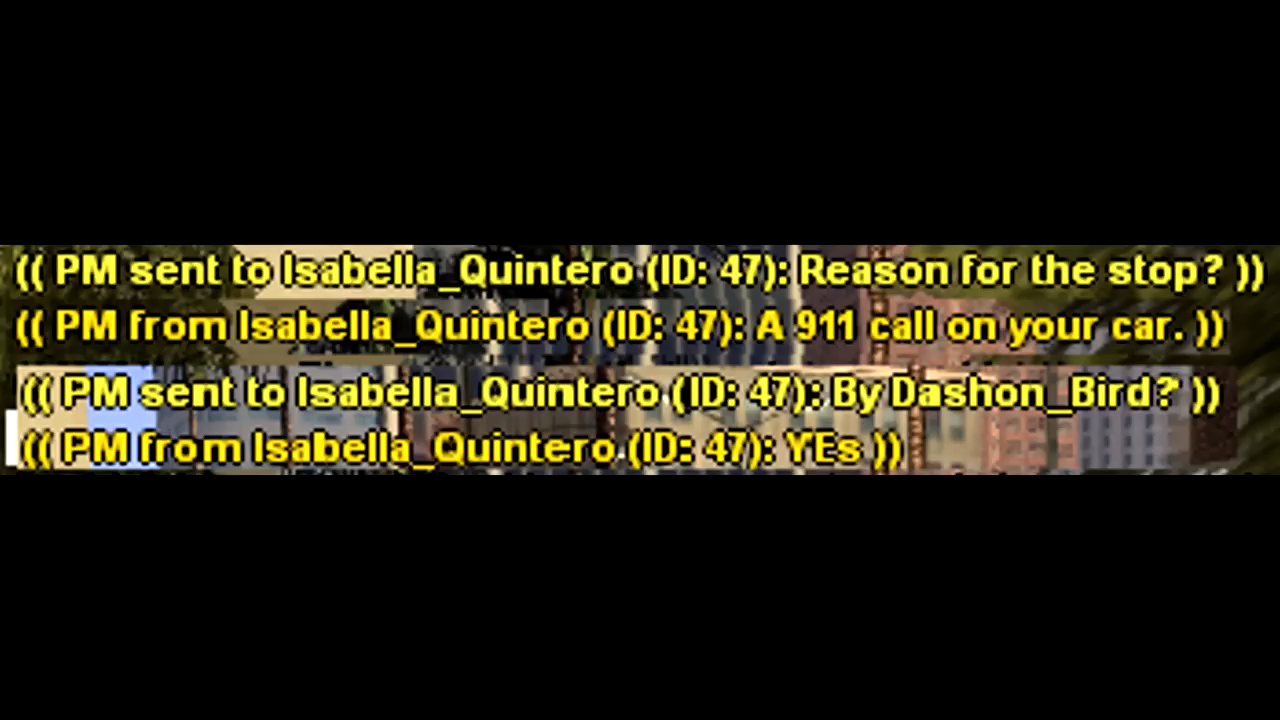 (( PM sent to Isabella_Quintero (ID: 47): Reason for the stop? ))
(( PM from Isabella_Quintero (ID: 47): A 911 call on your car. ))
(( PM sent to Isabella_Quintero (ID: 47): By Dashon_Bird? ))
(( PM from Isabella_Quintero (ID: 47): YEs ))